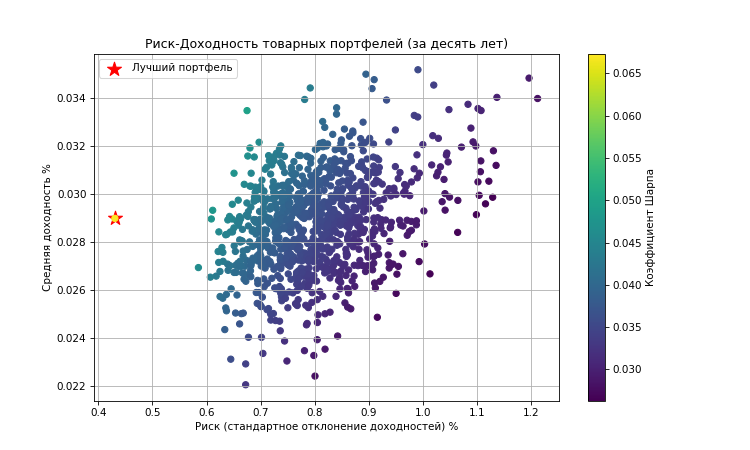 Риск-Доходность товарных портфелей (за десять лет)
Лучший портфель
Средняя доходность %
0.034
0.032
0.030
0.028
0.026
0.024
0.022
0.4 0.5 0.6 0.7 0.8 0.9 1.0 1.1 1.2
Риск (стандартное отклонение доходностей) %
0.065
0.060
0.055
0.050
0.045
0.040
0.035
0.030
Коэффициент Шарпа